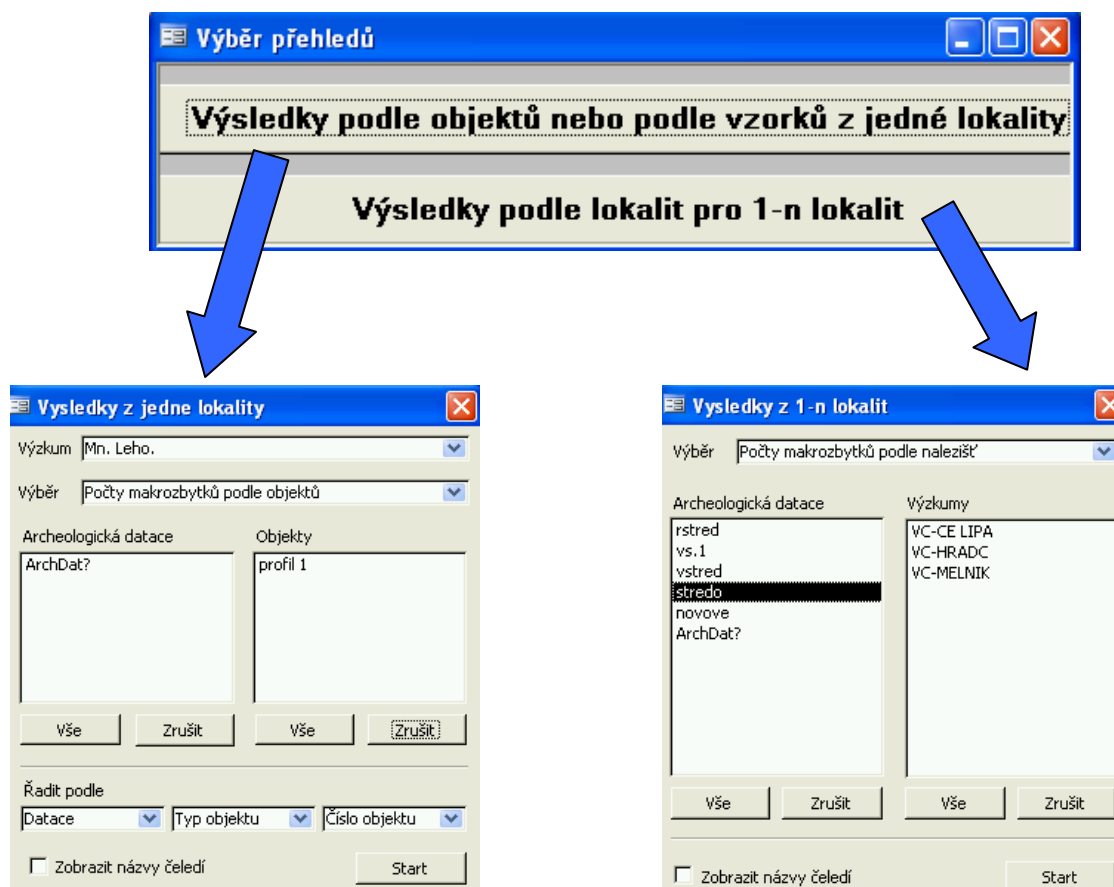 Výběr přehledů
Výsledky podle objektů nebo podle vzorků z jedné lokality
Výsledky podle lokalit pro 1-n lokalit
Vysledky z jedne lokality
Výzkum Mn. Leho.
Výběr Počty makrozbytků podle objektů
Archeologická datace Objekty
ArchDat? profil 1
Vše Zrušit Vše Zrušit
Řadit podle
Datace Typ objektu Číslo objektu
Zobrazit názvy čeledí Start
Vysledky z 1-n lokalit
Výběr Počty makrozbytků podle nalezišť
Archeologická datace Výzkumy
rstred VC-CE LIPA
vs.1 VC-HRADC
vstred VC-MELNIK
stredo
novove
ArchDat?
Vše Zrušit Vše Zrušit
Zobrazit názvy čeledí Start